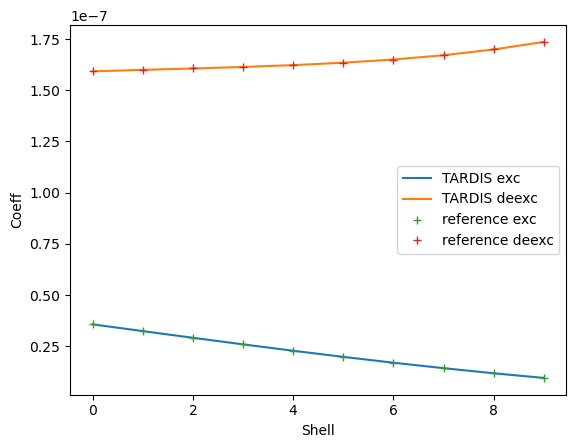 1e−7
1.75
1.50
1.25
1.00
0.75
0.50
0.25
Coeff
TARDIS exc
TARDIS deexc
reference exc
reference deexc
0 2 4 6 8
Shell